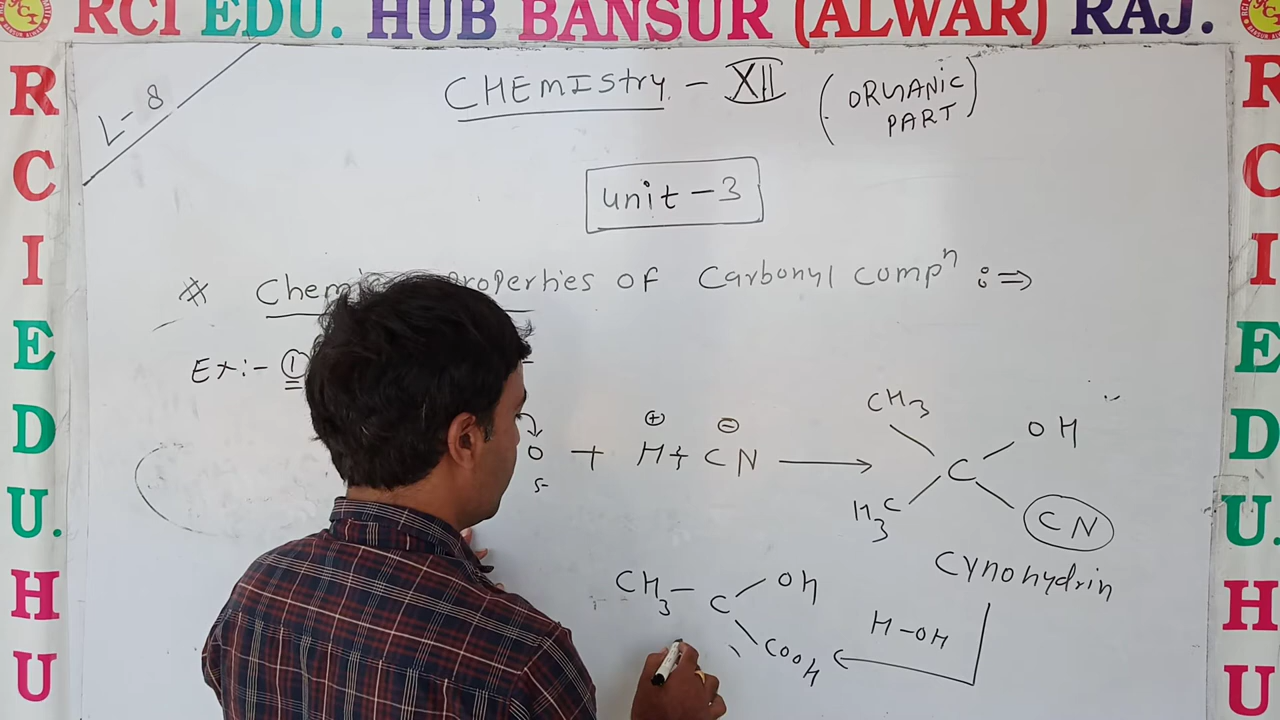 RCI EDU. HUB BANSUR (ALWAR) RAJ.
R
C
I
E
D
U.
H
U
L-8
CHEMIStry - XII (ORGANIC
PART)
Unit-3
* Properties of Carbonyl compⁿ :⇒
Ex:- ①
O + H + CN ⟶
⊕ ⊖
δ-
CH3
OH
C
H3C
CN
Cynohydrin
CH3-C
OH
COOH
H-OH
R
C
I
E
D
U.
H
U